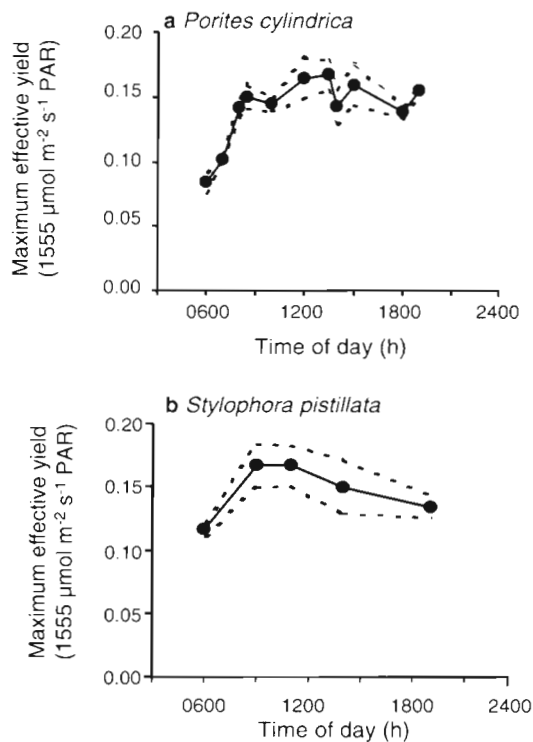 a Porites cylindrica
Maximum effective yield
(1555 µmol m-2 s-1 PAR)
0.20
0.15
0.10
0.05
0.00
0600 1200 1800 2400
Time of day (h)
b Stylophora pistillata
Maximum effective yield
(1555 µmol m-2 s-1 PAR)
0.20
0.15
0.10
0.05
0.00
0600 1200 1800 2400
Time of day (h)